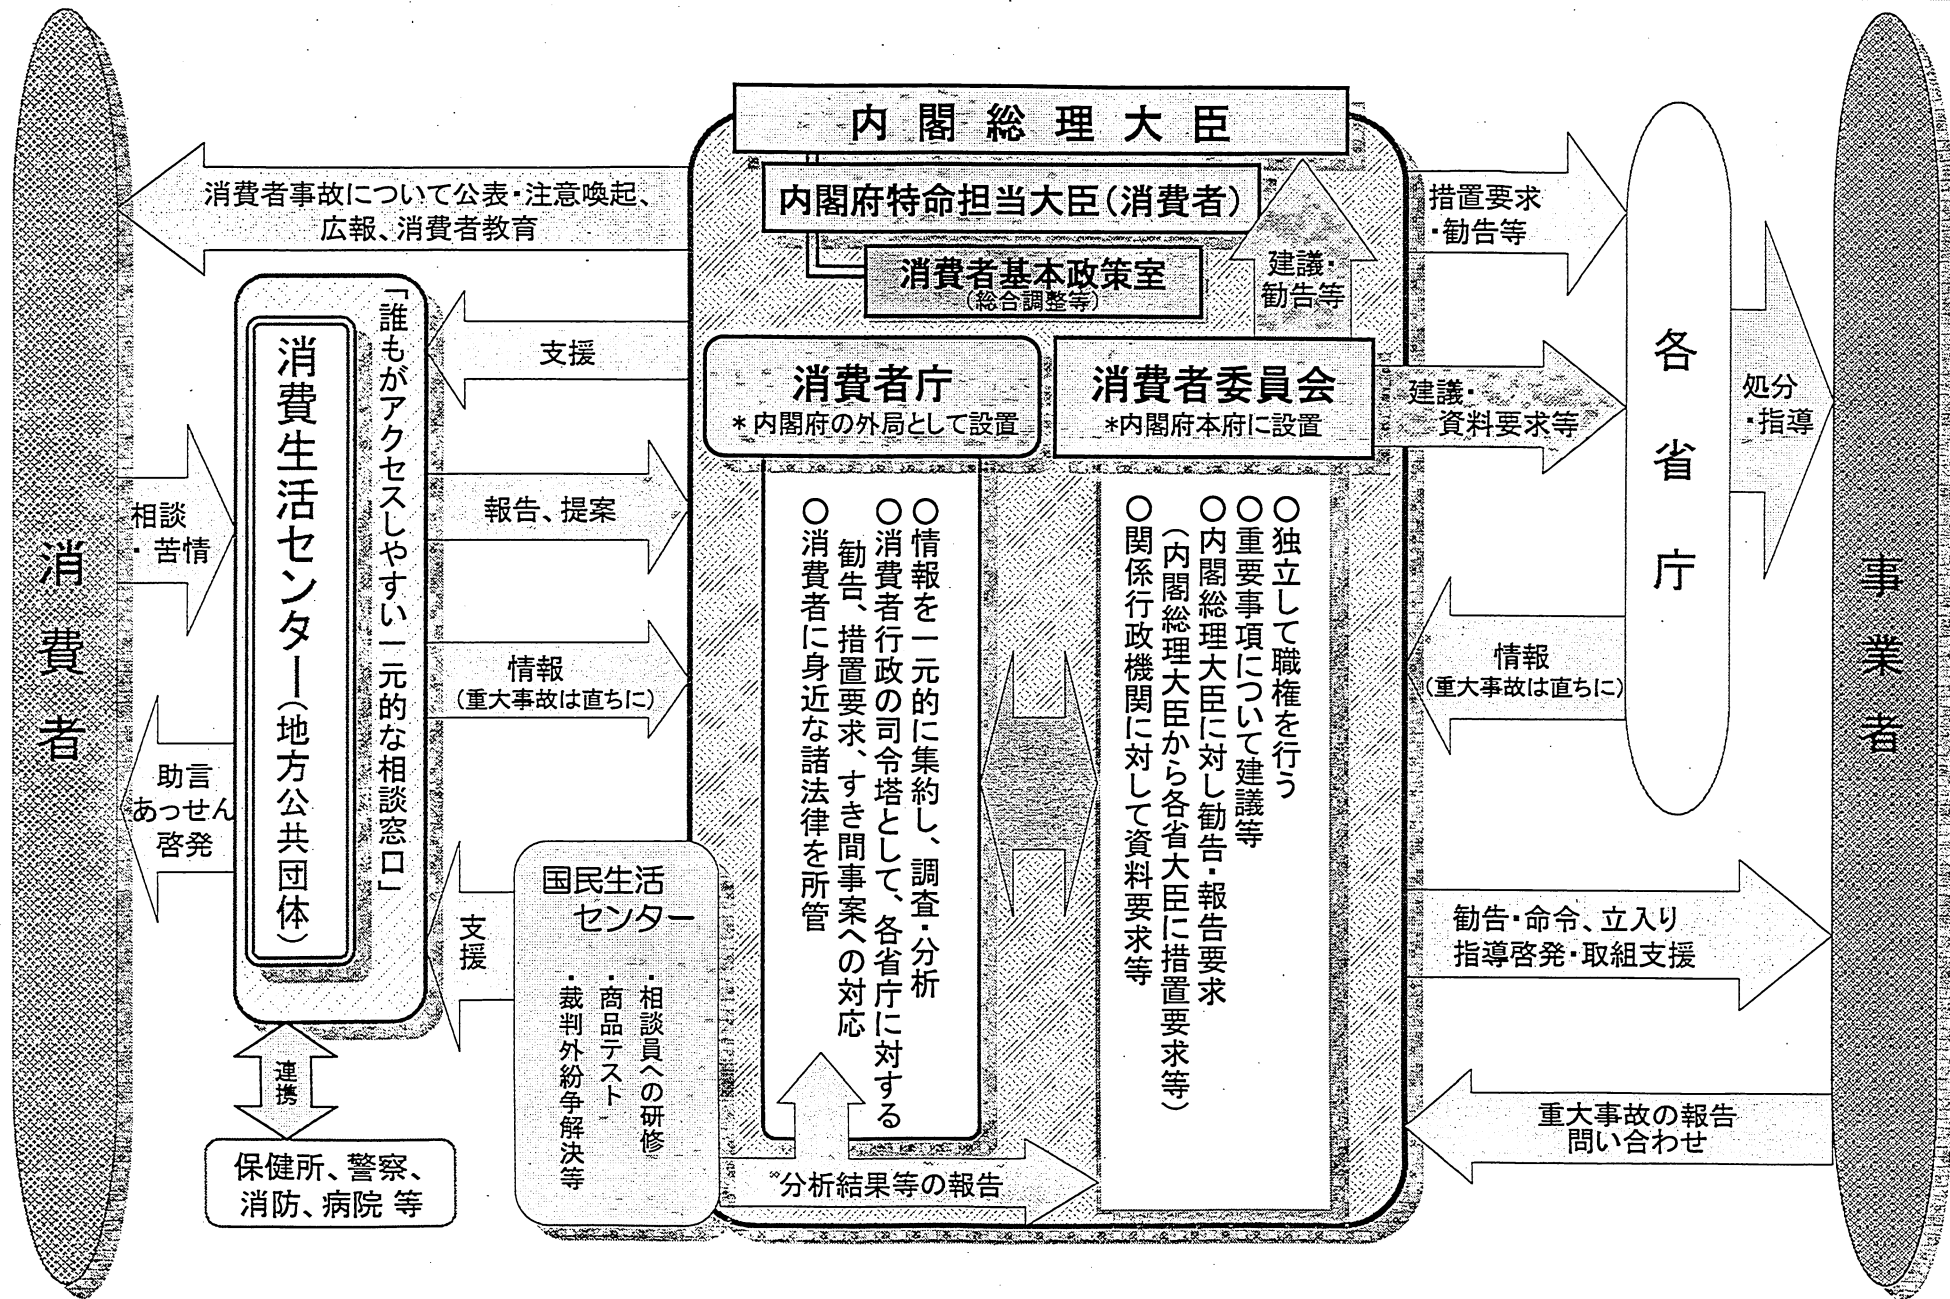 内閣総理大臣
内閣府特命担当大臣（消費者）
消費者基本政策室
（総合調整等）
建議・
勧告等
措置要求
・勧告等
消費者事故について公表・注意喚起、
広報、消費者教育
消費者
相談
・苦情
助言
あっせん
啓発
「誰もがアクセスしやすい一元的な相談窓口」
消費生活センター（地方公共団体）
連携
保健所、警察、
消防、病院 等
支援
報告、提案
情報
（重大事故は直ちに）
支援
国民生活
センター
・相談員への研修
・商品テスト
・裁判外紛争解決等
消費者庁
＊内閣府の外局として設置
○情報を一元的に集約し、調査・分析
○消費者行政の司令塔として、各省庁に対する
勧告、措置要求、すき間事案への対応
○消費者に身近な諸法律を所管
消費者委員会
＊内閣府本府に設置
○独立して職権を行う
○重要事項について建議等
○内閣総理大臣に対し勧告・報告要求
（内閣総理大臣から各省大臣に措置要求等）
○関係行政機関に対して資料要求等
分析結果等の報告
建議・
資料要求等
各省庁
処分
・指導
情報
（重大事故は直ちに）
勧告・命令、立入り
指導啓発・取組支援
重大事故の報告
問い合わせ
事業者